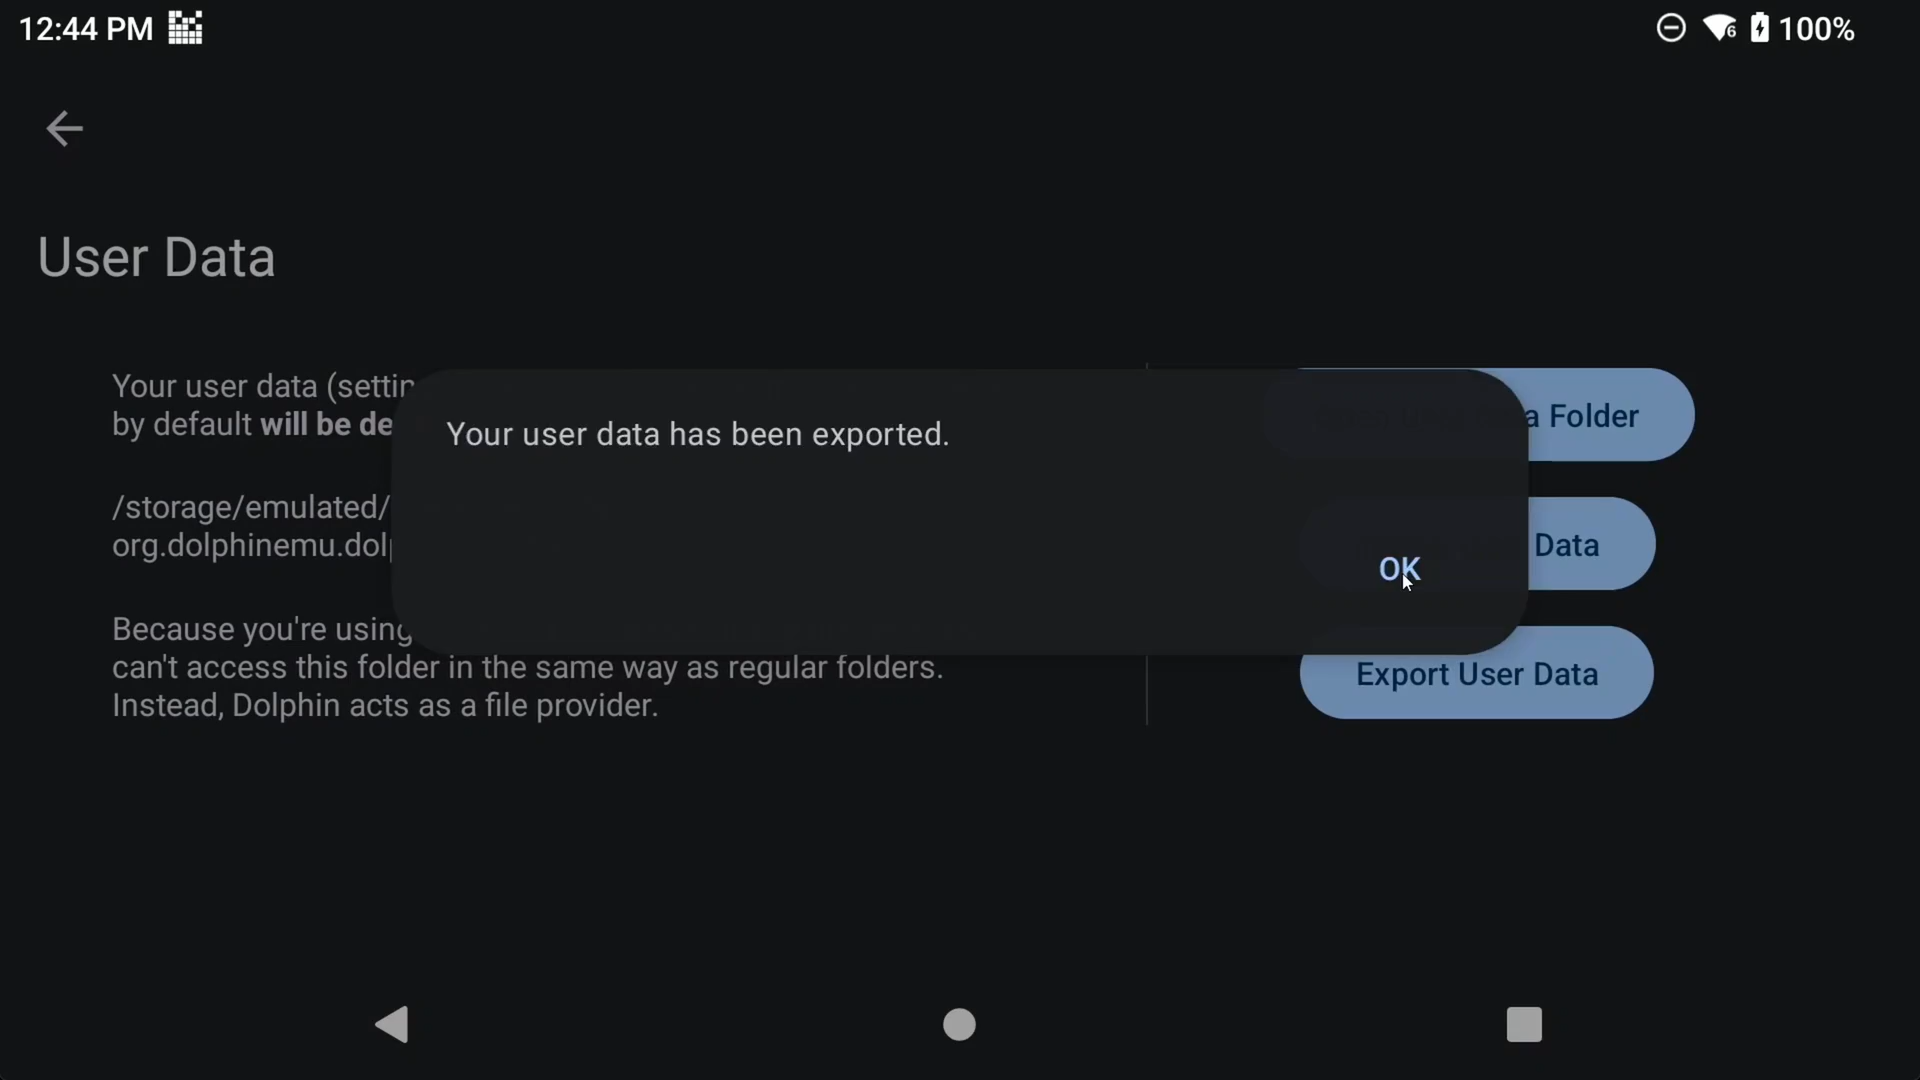 12:44 PM
6 100%
User Data
Your user data (settin
by default will be de
a Folder
Your user data has been exported.
/storage/emulated/
org.dolphinemu.dol
Data
OK
Because you're using
can't access this folder in the same way as regular folders.
Instead, Dolphin acts as a file provider.
Export User Data